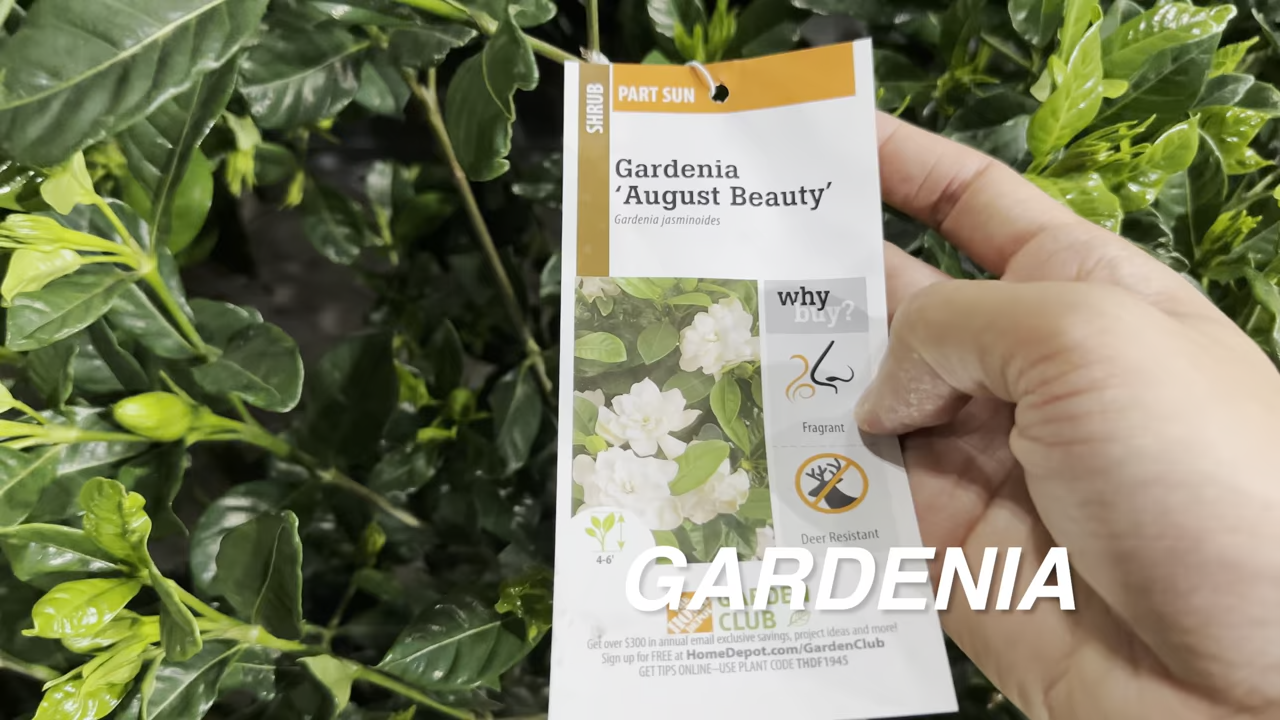 SHRUB
PART SUN
Gardenia
‘August Beauty’
Gardenia jasminoides
why
buy?
Fragrant
Deer Resistant
4-6'
GARDENIA
GARDEN
CLUB
Get over $300 in annual email exclusive savings, project ideas and more!
Sign up for FREE at HomeDepot.com/GardenClub
GET TIPS ONLINE—USE PLANT CODE THDF1945